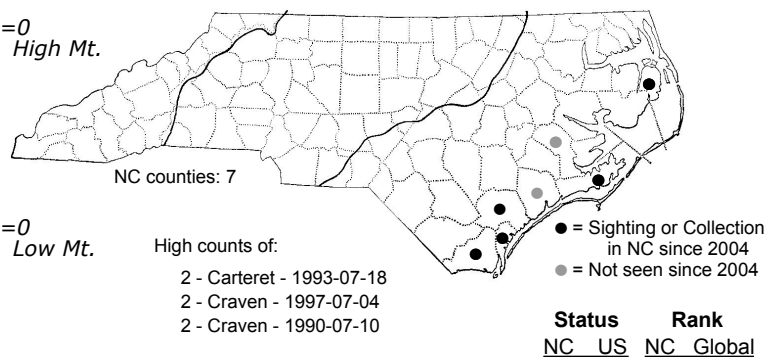 =0
High Mt.
NC counties: 7
=0
Low Mt.
High counts of:
2 - Carteret - 1993-07-18
2 - Craven - 1997-07-04
2 - Craven - 1990-07-10
= Sighting or Collection
in NC since 2004
= Not seen since 2004
Status Rank
NC US NC Global